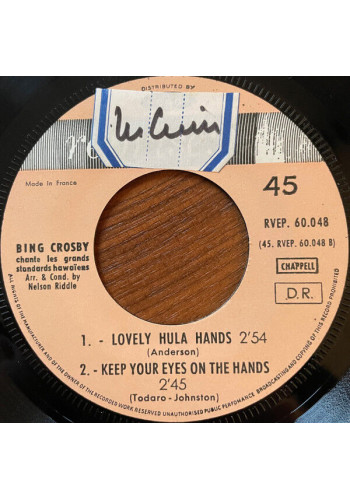 DISTRIBUTED BY
45
Made in France
RVEP. 60.048
(45. RVEP. 60.048 B)
BING CROSBY
chante les grands
standards hawaïens
Arr. & Cond. by
Nelson Riddle
CHAPPELL
D.R.
1. - LOVELY HULA HANDS 2'54
(Anderson)
2. - KEEP YOUR EYES ON THE HANDS
2'45
(Todaro - Johnston)
ALL RIGHTS OF THE MANUFACTURER AND OF THE OWNER OF THE RECORDED WORK RESERVED UNAUTHORISED PUBLIC PERFORMANCE BROADCASTING AND COPYING OF THIS RECORD PROHIBITED